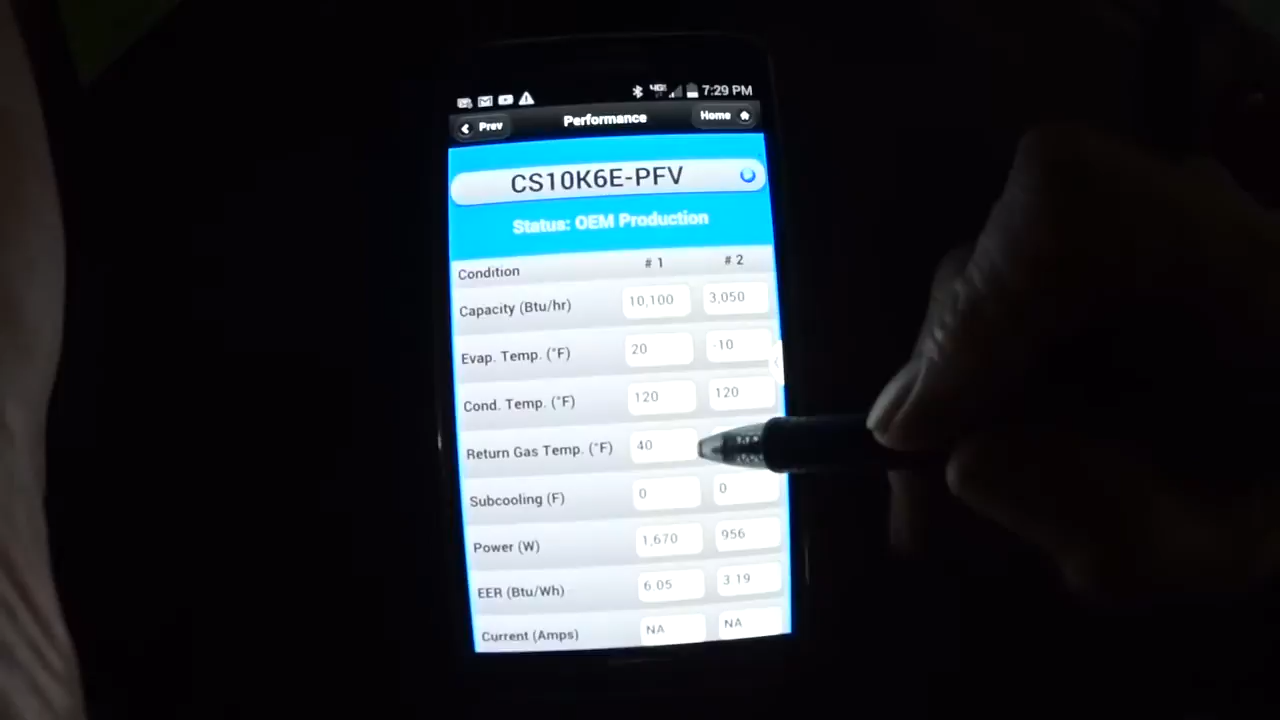 7:29 PM
Prev Performance Home
CS10K6E-PFV
Status: OEM Production
Condition # 1 # 2
Capacity (Btu/hr) 10,100 3,050
Evap. Temp. (°F) 20 -10
Cond. Temp. (°F) 120 120
Return Gas Temp. (°F) 40
Subcooling (F) 0 0
Power (W) 1,670 956
EER (Btu/Wh) 6.05 3.19
Current (Amps) NA NA